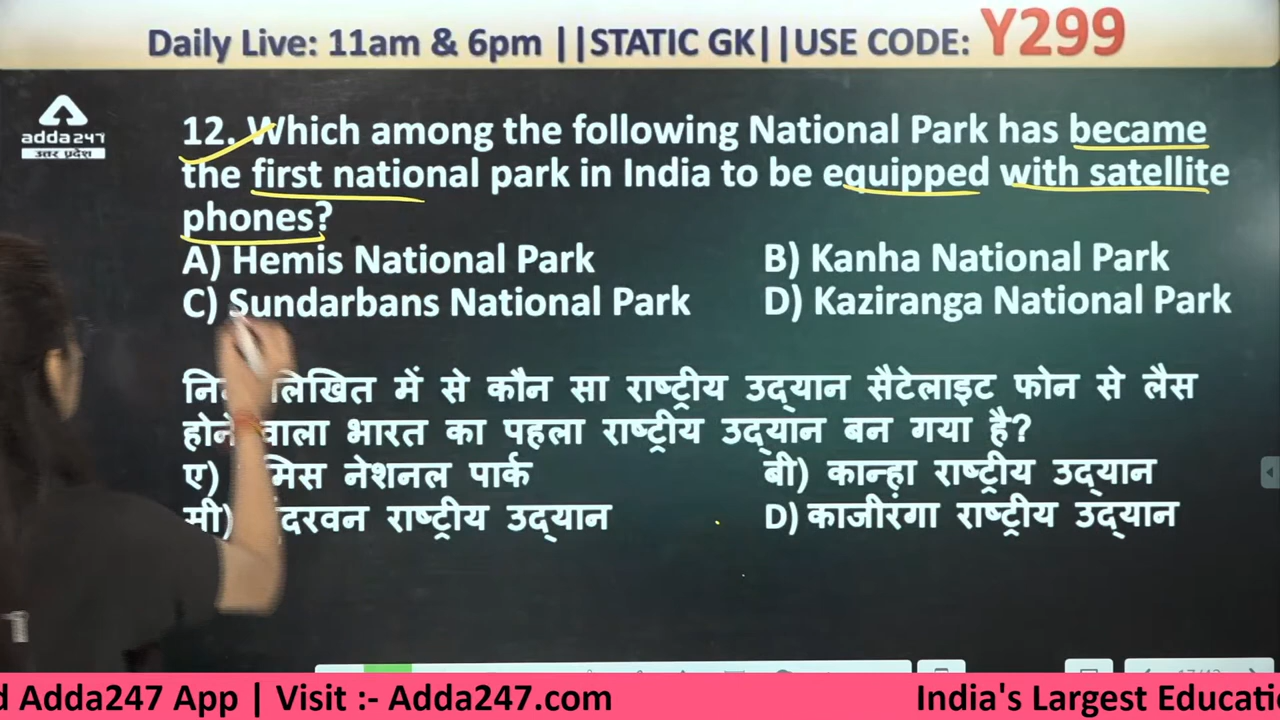 Daily Live: 11am & 6pm ||STATIC GK||USE CODE: Y299
adda247
उत्तर प्रदेश
12. Which among the following National Park has became
the first national park in India to be equipped with satellite
phones?
A) Hemis National Park B) Kanha National Park
C) Sundarbans National Park D) Kaziranga National Park
में से कौन सा राष्ट्रीय उद्यान सैटेलाइट फोन से लैस
वाला भारत का पहला राष्ट्रीय उद्यान बन गया है?
ए) नेशनल पार्क बी) कान्हा राष्ट्रीय उद्यान
राष्ट्रीय उद्यान D) काजीरंगा राष्ट्रीय उद्यान
Adda247 App | Visit :- Adda247.com India's Largest